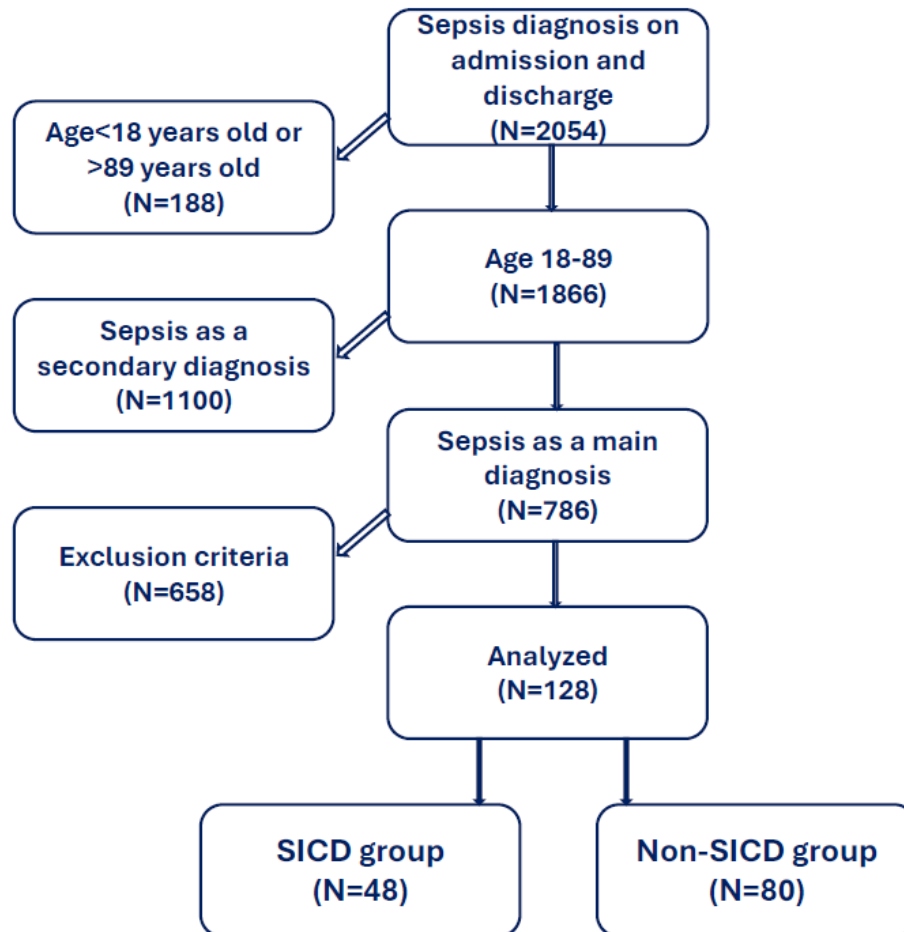 Sepsis diagnosis on
admission and
discharge
(N=2054)
Age<18 years old or
>89 years old
(N=188)
Age 18-89
(N=1866)
Sepsis as a
secondary diagnosis
(N=1100)
Sepsis as a main
diagnosis
(N=786)
Exclusion criteria
(N=658)
Analyzed
(N=128)
SICD group
(N=48)
Non-SICD group
(N=80)